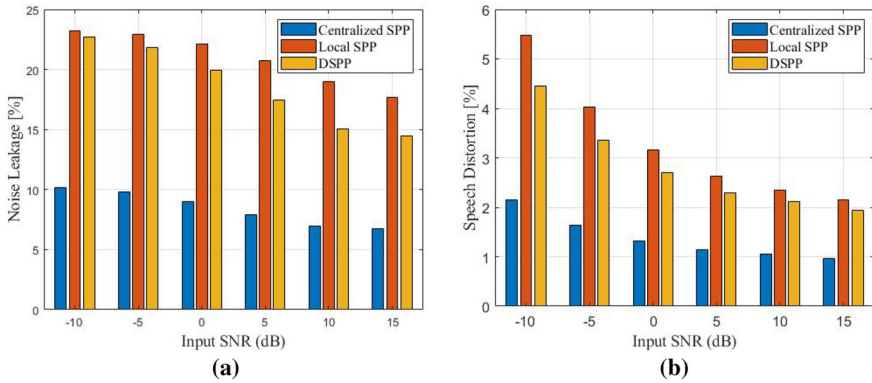 25
20
15
10
5
0
Noise Leakage [%]
Centralized SPP
Local SPP
DSPP
-10
-5
0
5
10
15
Input SNR (dB)
(a)
6
5
4
3
2
1
0
Speech Distortion [%]
Centralized SPP
Local SPP
DSPP
-10
-5
0
5
10
15
Input SNR (dB)
(b)